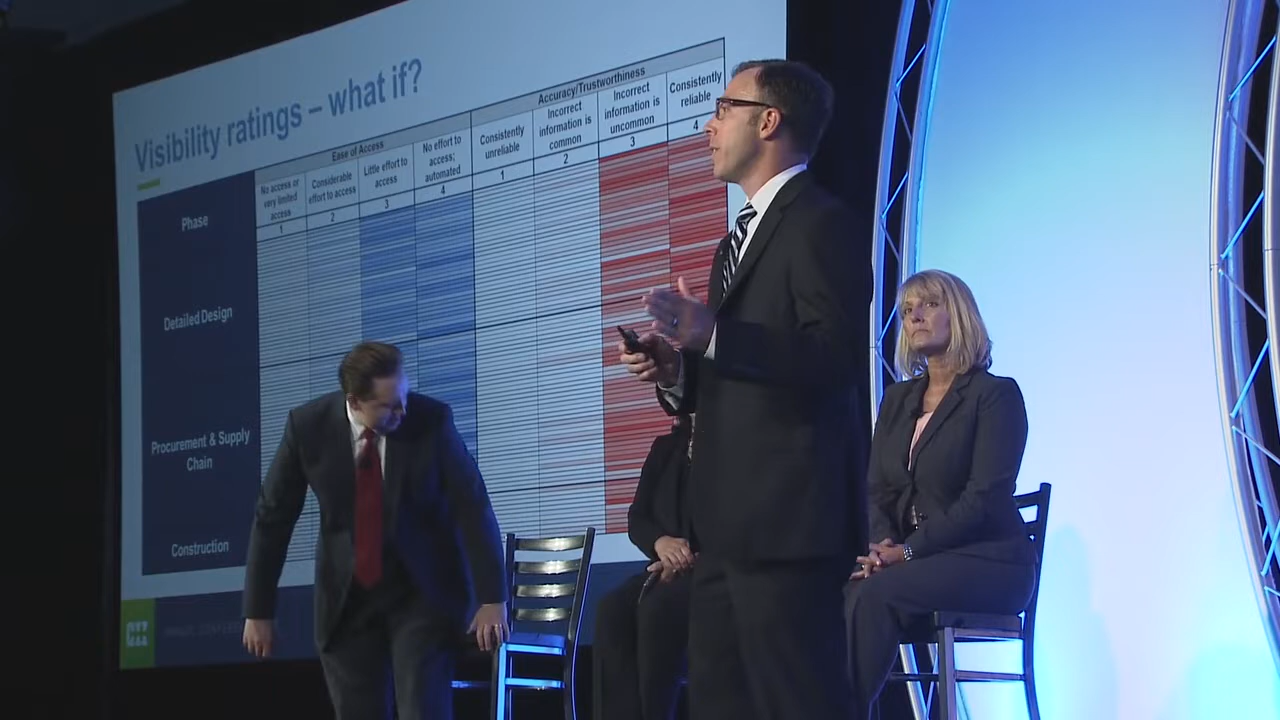 Visibility ratings – what if?
Ease of Access
Accuracy/Trustworthiness
No access or
very limited
access
Considerable
effort to access
Little effort to
access
No effort to
access;
automated
Consistently
unreliable
Incorrect
information is
common
Incorrect
information is
uncommon
Consistently
reliable
1
2
3
4
1
2
3
4
Phase
Detailed Design
Procurement & Supply
Chain
Construction
CII